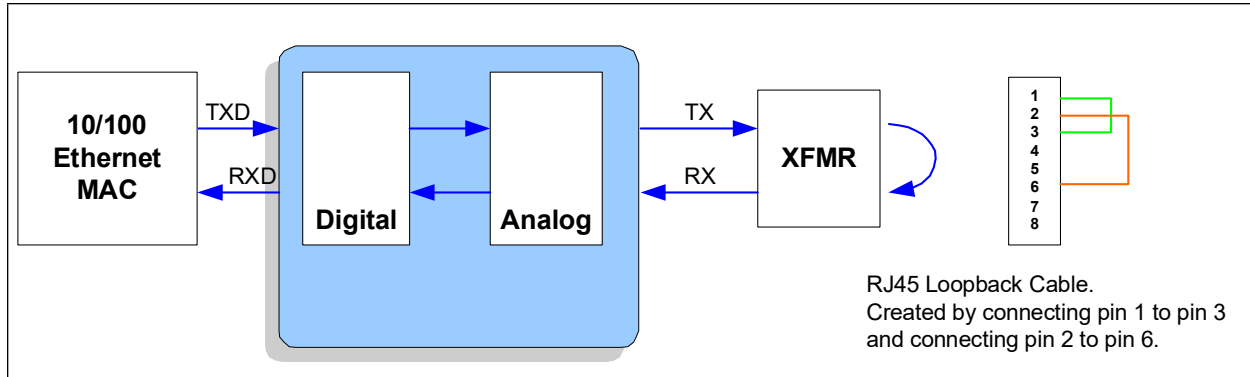 10/100
Ethernet
MAC
TXD
RXD
Digital
Analog
TX
RX
XFMR
1
2
3
4
5
6
7
8
RJ45 Loopback Cable.
Created by connecting pin 1 to pin 3
and connecting pin 2 to pin 6.